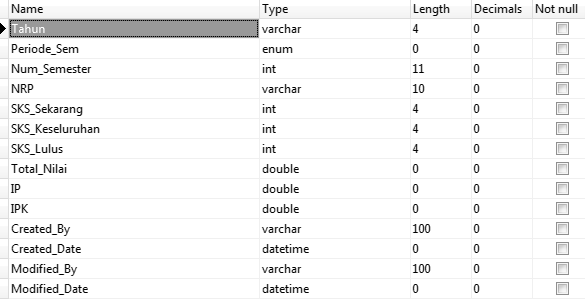 Name Type Length Decimals Not null
Tahun varchar 4 0
Periode_Sem enum 0 0
Num_Semester int 11 0
NRP varchar 10 0
SKS_Sekarang int 4 0
SKS_Keseluruhan int 4 0
SKS_Lulus int 4 0
Total_Nilai double 0 0
IP double 0 0
IPK double 0 0
Created_By varchar 100 0
Created_Date datetime 0 0
Modified_By varchar 100 0
Modified_Date datetime 0 0